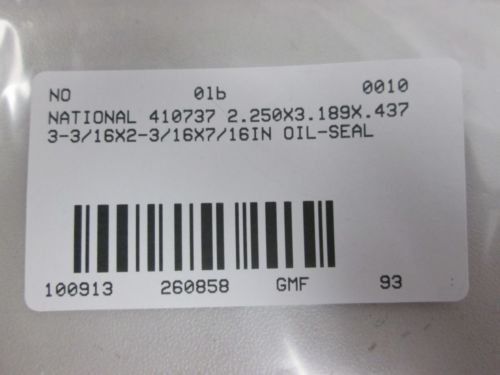 NO 01b 0010
NATIONAL 410737 2.250X3.189X.437
3-3/16X2-3/16X7/16IN OIL-SEAL
100913 260858 GMF 93